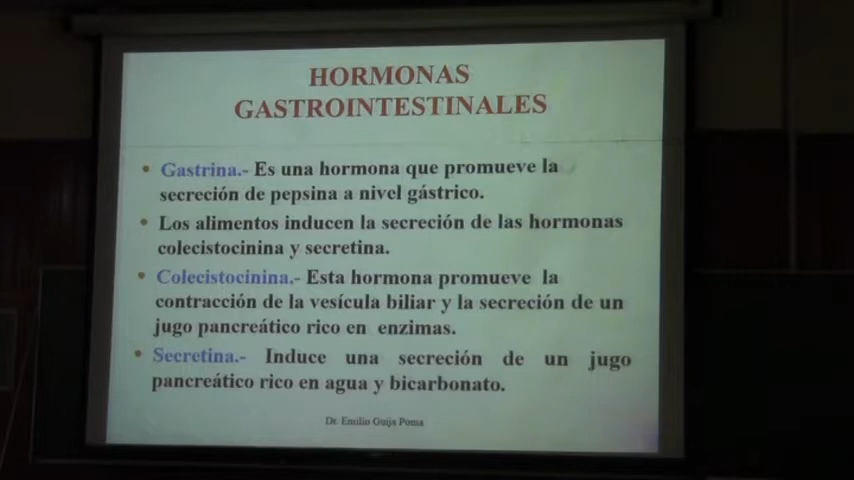 HORMONAS
GASTROINTESTINALES
• Gastrina.- Es una hormona que promueve la
secreción de pepsina a nivel gástrico.
• Los alimentos inducen la secreción de las hormonas
colecistocinina y secretina.
• Colecistocinina.- Esta hormona promueve la
contracción de la vesícula biliar y la secreción de un
jugo pancreático rico en enzimas.
• Secretina.- Induce una secreción de un jugo
pancreático rico en agua y bicarbonato.
Dr. Emilio Guija Poma